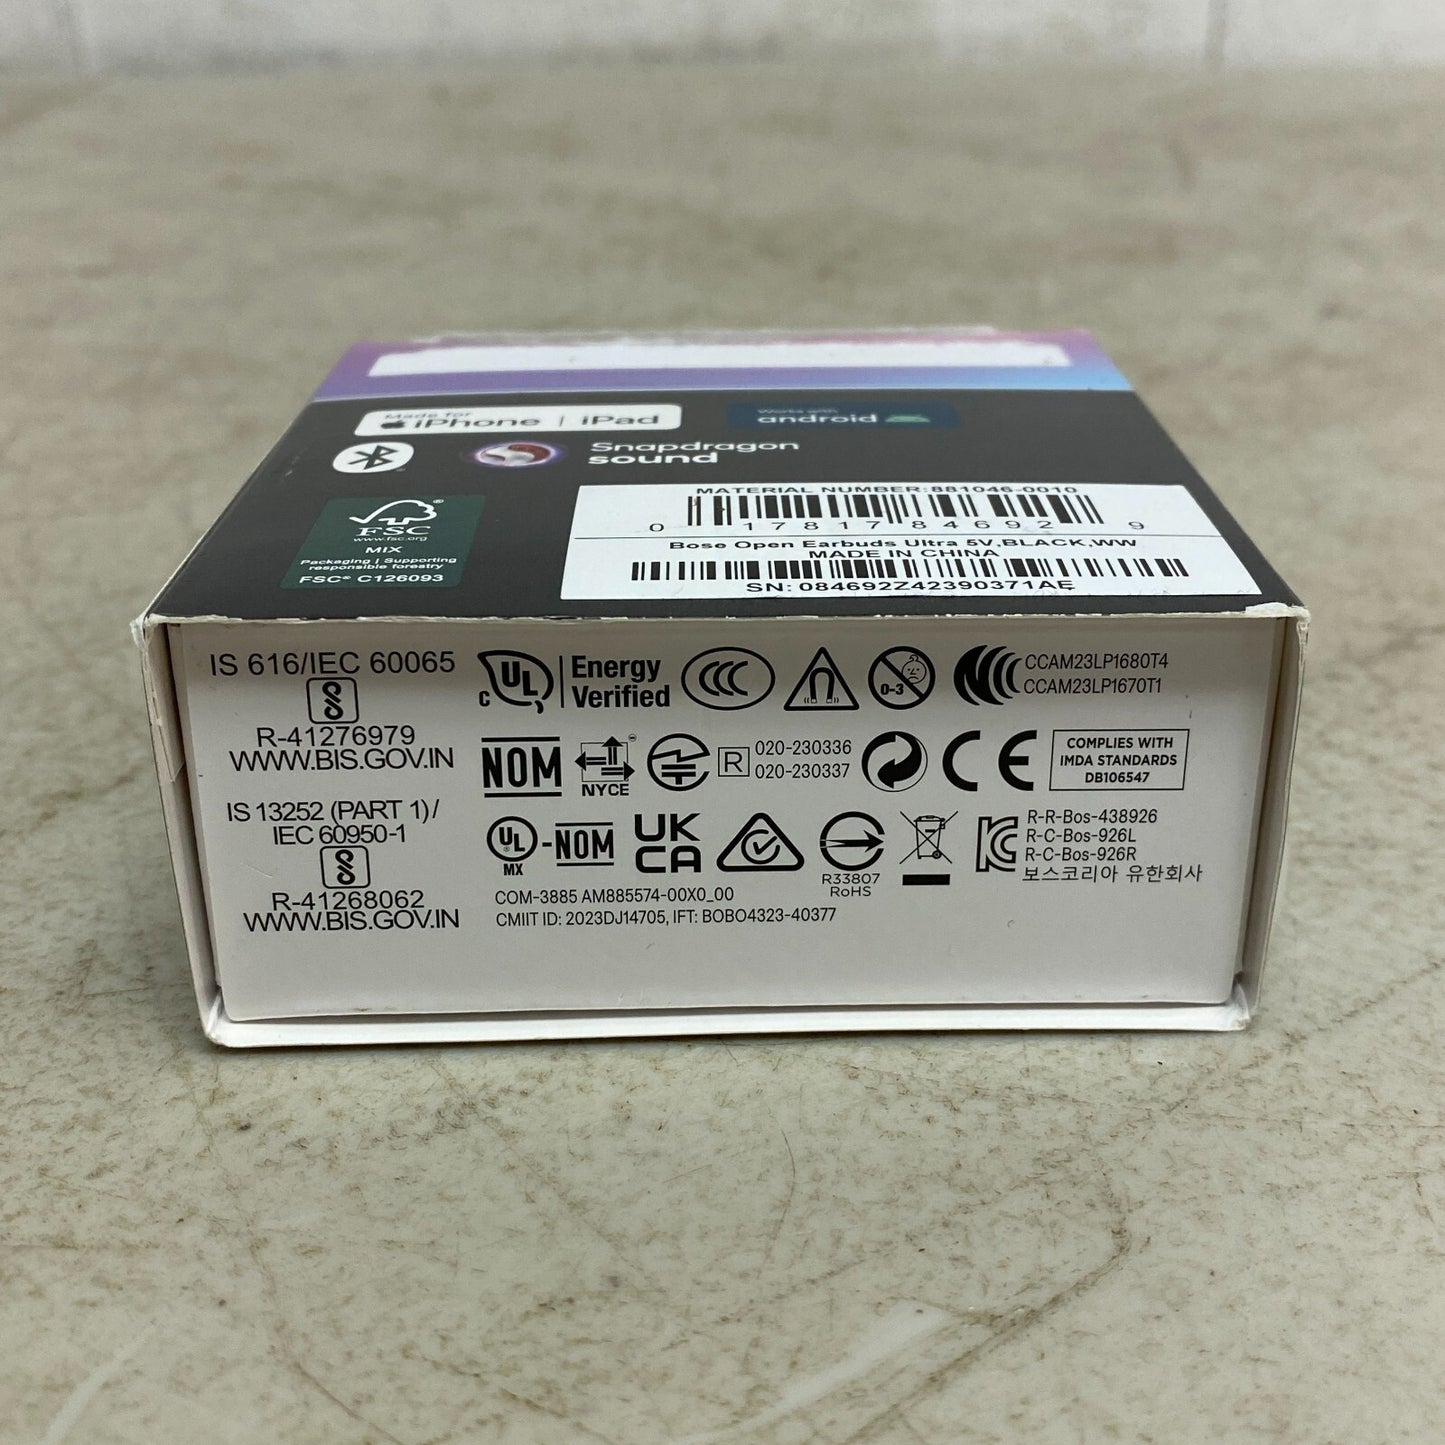 Made for
iPhone | iPad
Works with
android
Snapdragon
sound
FSC
www.fsc.org
MIX
Packaging | Supporting
responsible forestry
FSC® C126093
MATERIAL NUMBER: 881046-0010
0 17817 84692 9
Bose Open Earbuds Ultra 5V,BLACK,WW
MADE IN CHINA
SN: 084692Z42390371AE
IS 616/IEC 60065
R-41276979
WWW.BIS.GOV.IN
IS 13252 (PART 1)/
IEC 60950-1
R-41268062
WWW.BIS.GOV.IN
c UL Energy
Verified
CCC
0-3
CCAM23LP1680T4
CCAM23LP1670T1
NOM
NYCE
R
020-230336
020-230337
CE
COMPLIES WITH
IMDA STANDARDS
DB106547
UL
MX
-NOM
UK
CA
R33807
RoHS
R-R-Bos-438926
R-C-Bos-926L
R-C-Bos-926R
보스코리아 유한회사
COM-3885 AM885574-00X0_00
CMIIT ID: 2023DJ14705, IFT: BOBO4323-40377